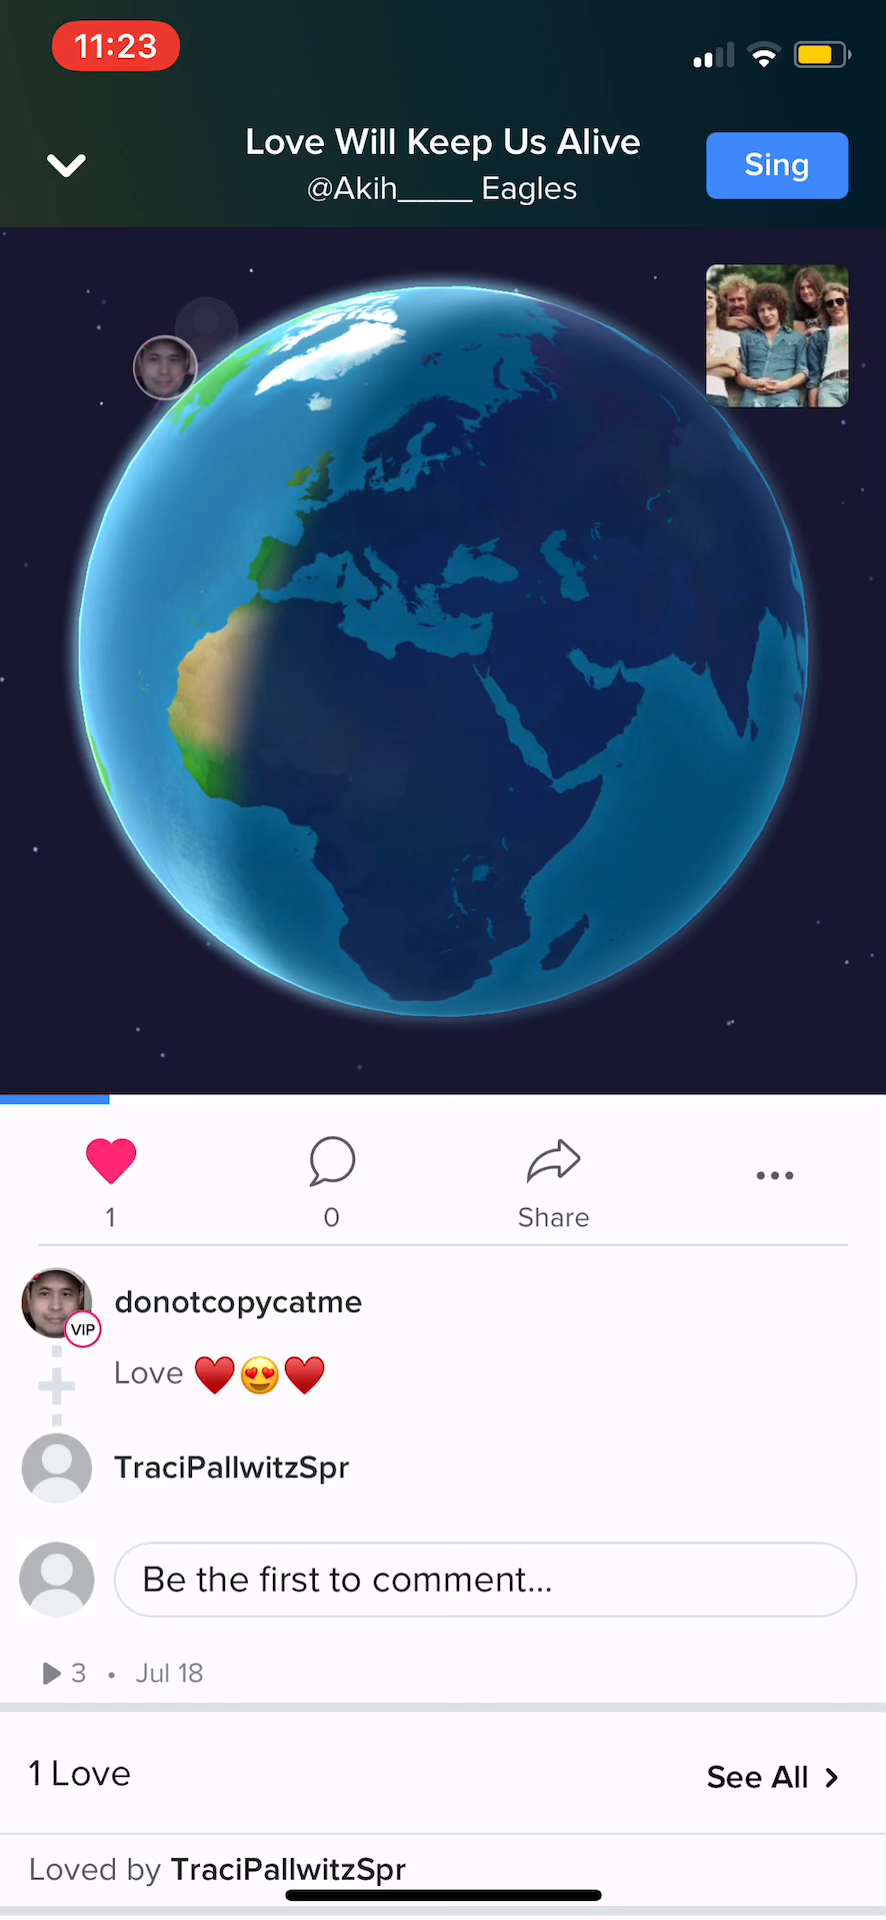 11:23
Love Will Keep Us Alive
@Akih____ Eagles
Sing
1
0
Share
donotcopycatme
VIP
Love ♥️😍♥️
TraciPallwitzSpr
Be the first to comment...
3 • Jul 18
1 Love
See All
Loved by TraciPallwitzSpr